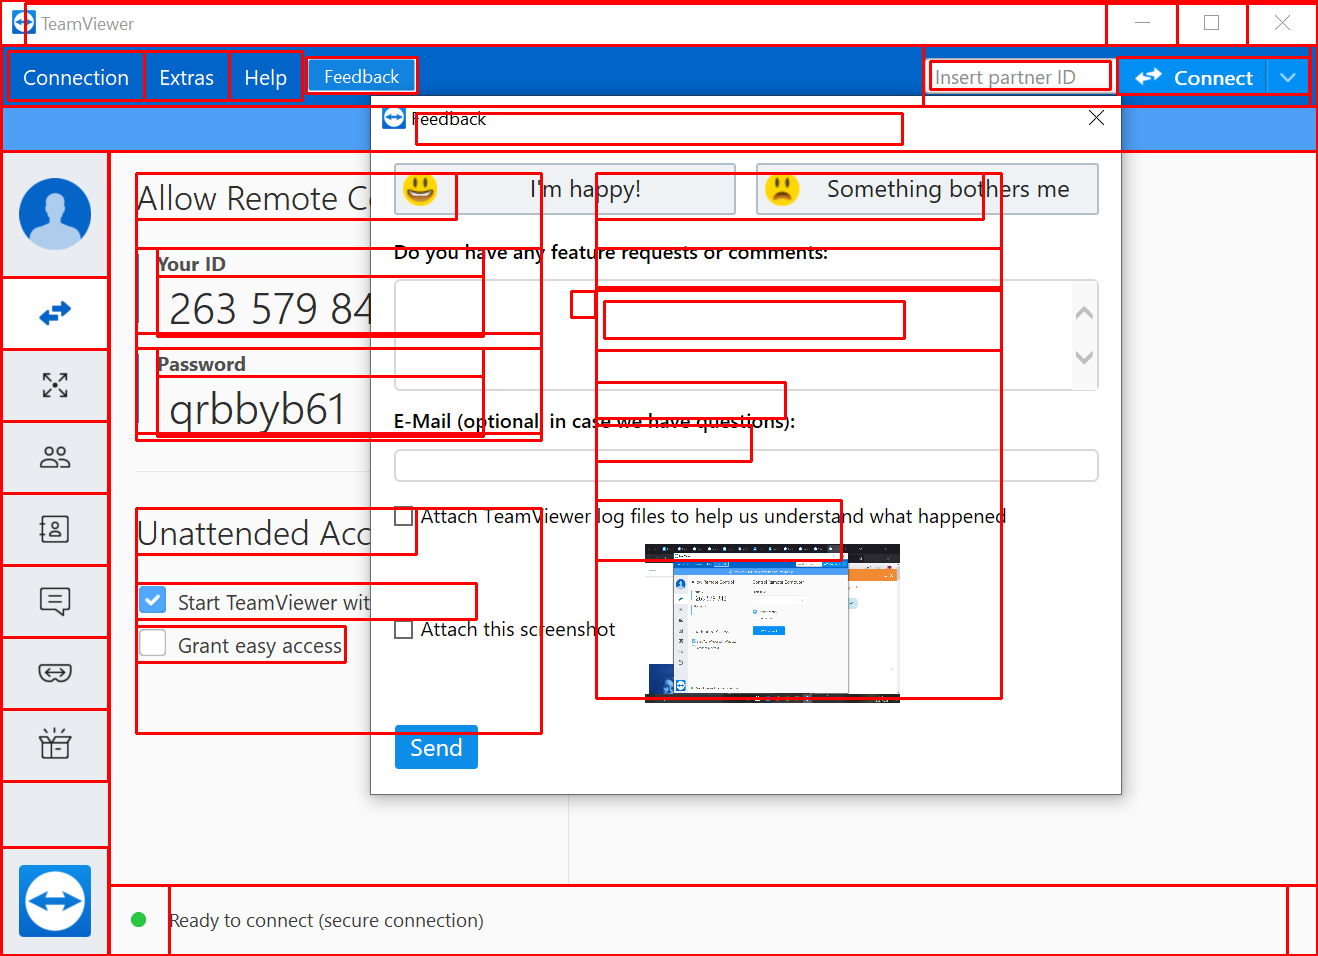 TeamViewer
Connection Extras Help Feedback Insert partner ID Connect
Feedback
Allow Remote
I'm happy! Something bothers me
Do you have any feature requests or comments:
Your ID
263 579 84
Password
qrbbyb61
E-Mail (optional, in case we have questions):
Attach TeamViewer log files to help us understand what happened
Unattended
Start TeamViewer
Grant easy access
Attach this screenshot
Send
Ready to connect (secure connection)